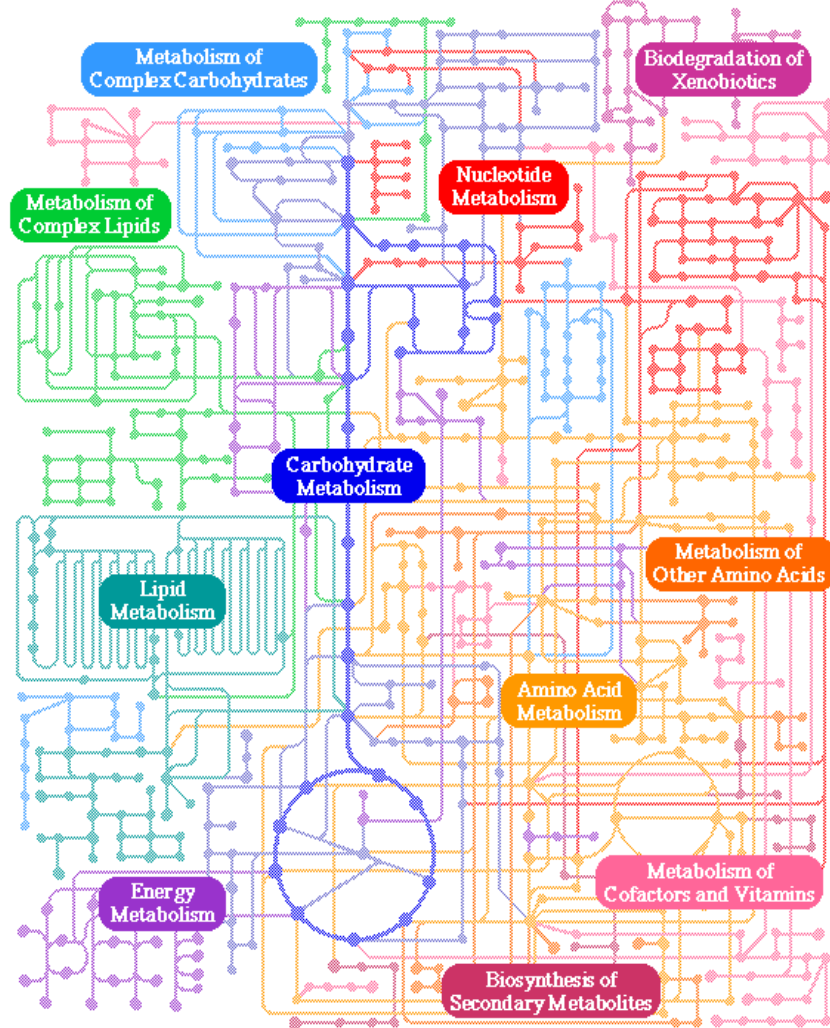 Metabolism of
Complex Carbohydrates
Biodegradation of
Xenobiotics
Nucleotide
Metabolism
Metabolism of
Complex Lipids
Carbohydrate
Metabolism
Metabolism of
Other Amino Acids
Lipid
Metabolism
Amino Acid
Metabolism
Metabolism of
Cofactors and Vitamins
Energy
Metabolism
Biosynthesis of
Secondary Metabolites